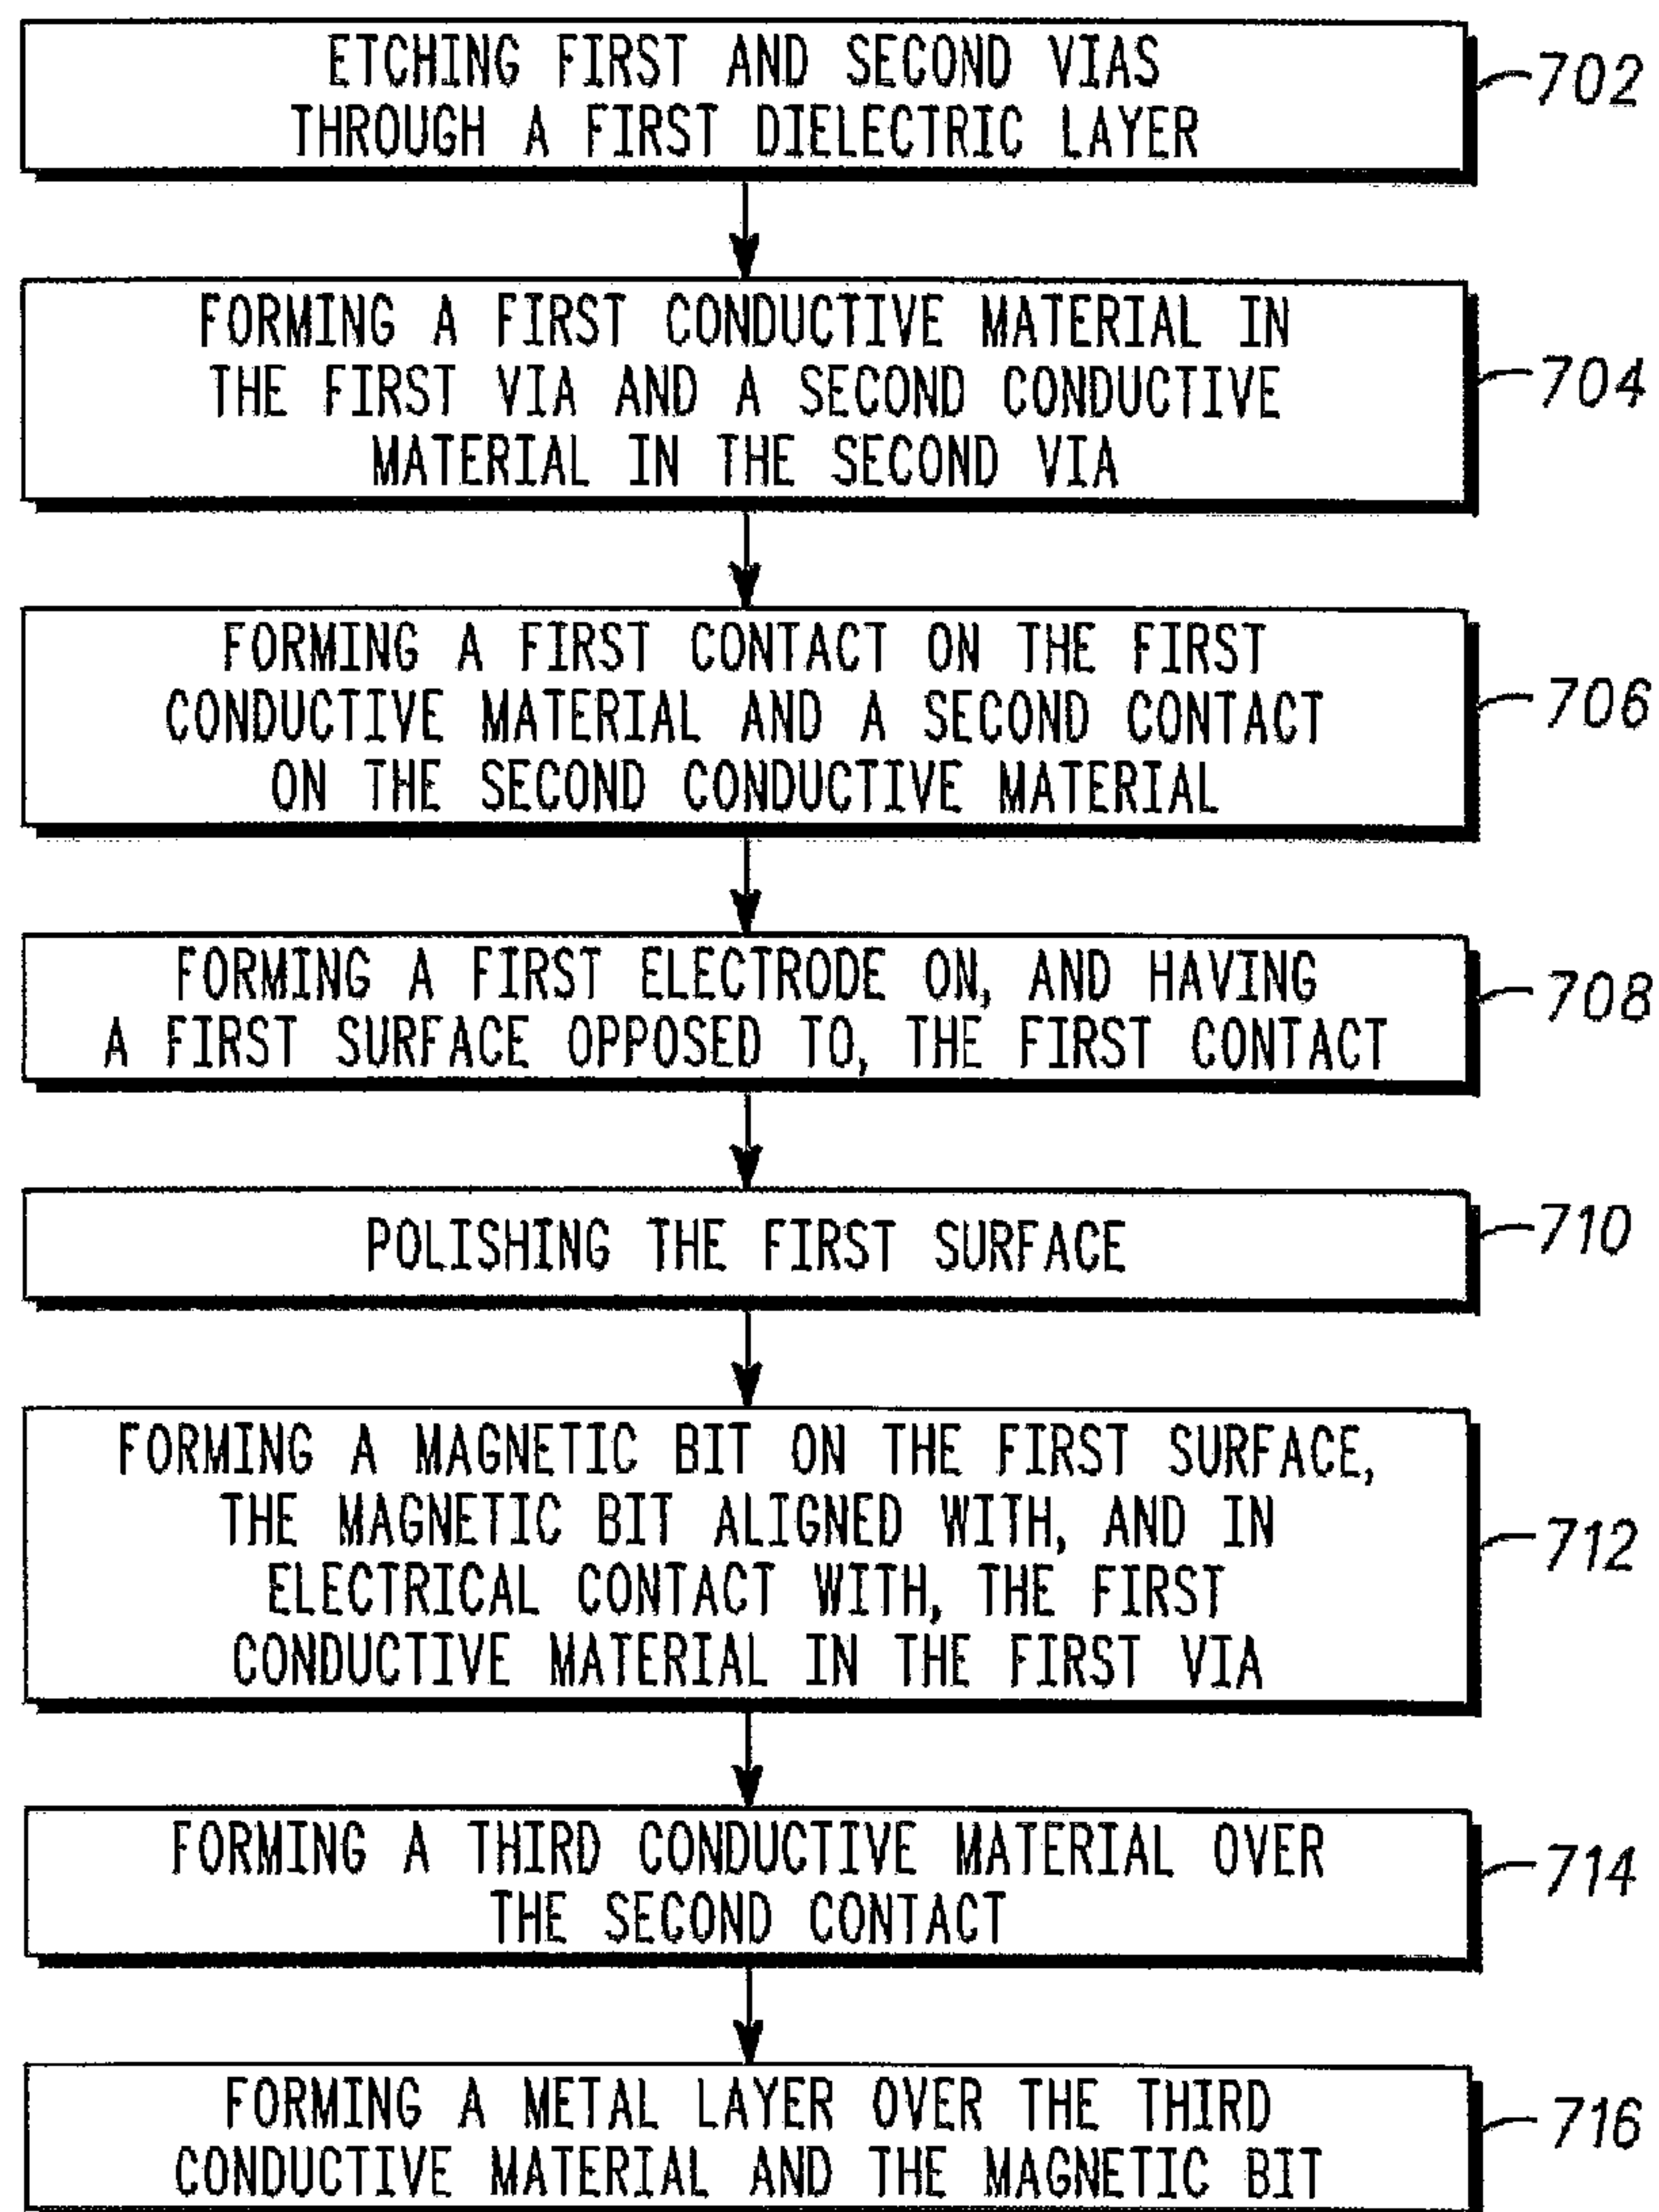 ETCHING FIRST AND SECOND VIAS
THROUGH A FIRST DIELECTRIC LAYER
702
FORMING A FIRST CONDUCTIVE MATERIAL IN
THE FIRST VIA AND A SECOND CONDUCTIVE
MATERIAL IN THE SECOND VIA
704
FORMING A FIRST CONTACT ON THE FIRST
CONDUCTIVE MATERIAL AND A SECOND CONTACT
ON THE SECOND CONDUCTIVE MATERIAL
706
FORMING A FIRST ELECTRODE ON, AND HAVING
A FIRST SURFACE OPPOSED TO, THE FIRST CONTACT
708
POLISHING THE FIRST SURFACE
710
FORMING A MAGNETIC BIT ON THE FIRST SURFACE,
THE MAGNETIC BIT ALIGNED WITH, AND IN
ELECTRICAL CONTACT WITH, THE FIRST
CONDUCTIVE MATERIAL IN THE FIRST VIA
712
FORMING A THIRD CONDUCTIVE MATERIAL OVER
THE SECOND CONTACT
714
FORMING A METAL LAYER OVER THE THIRD
CONDUCTIVE MATERIAL AND THE MAGNETIC BIT
716